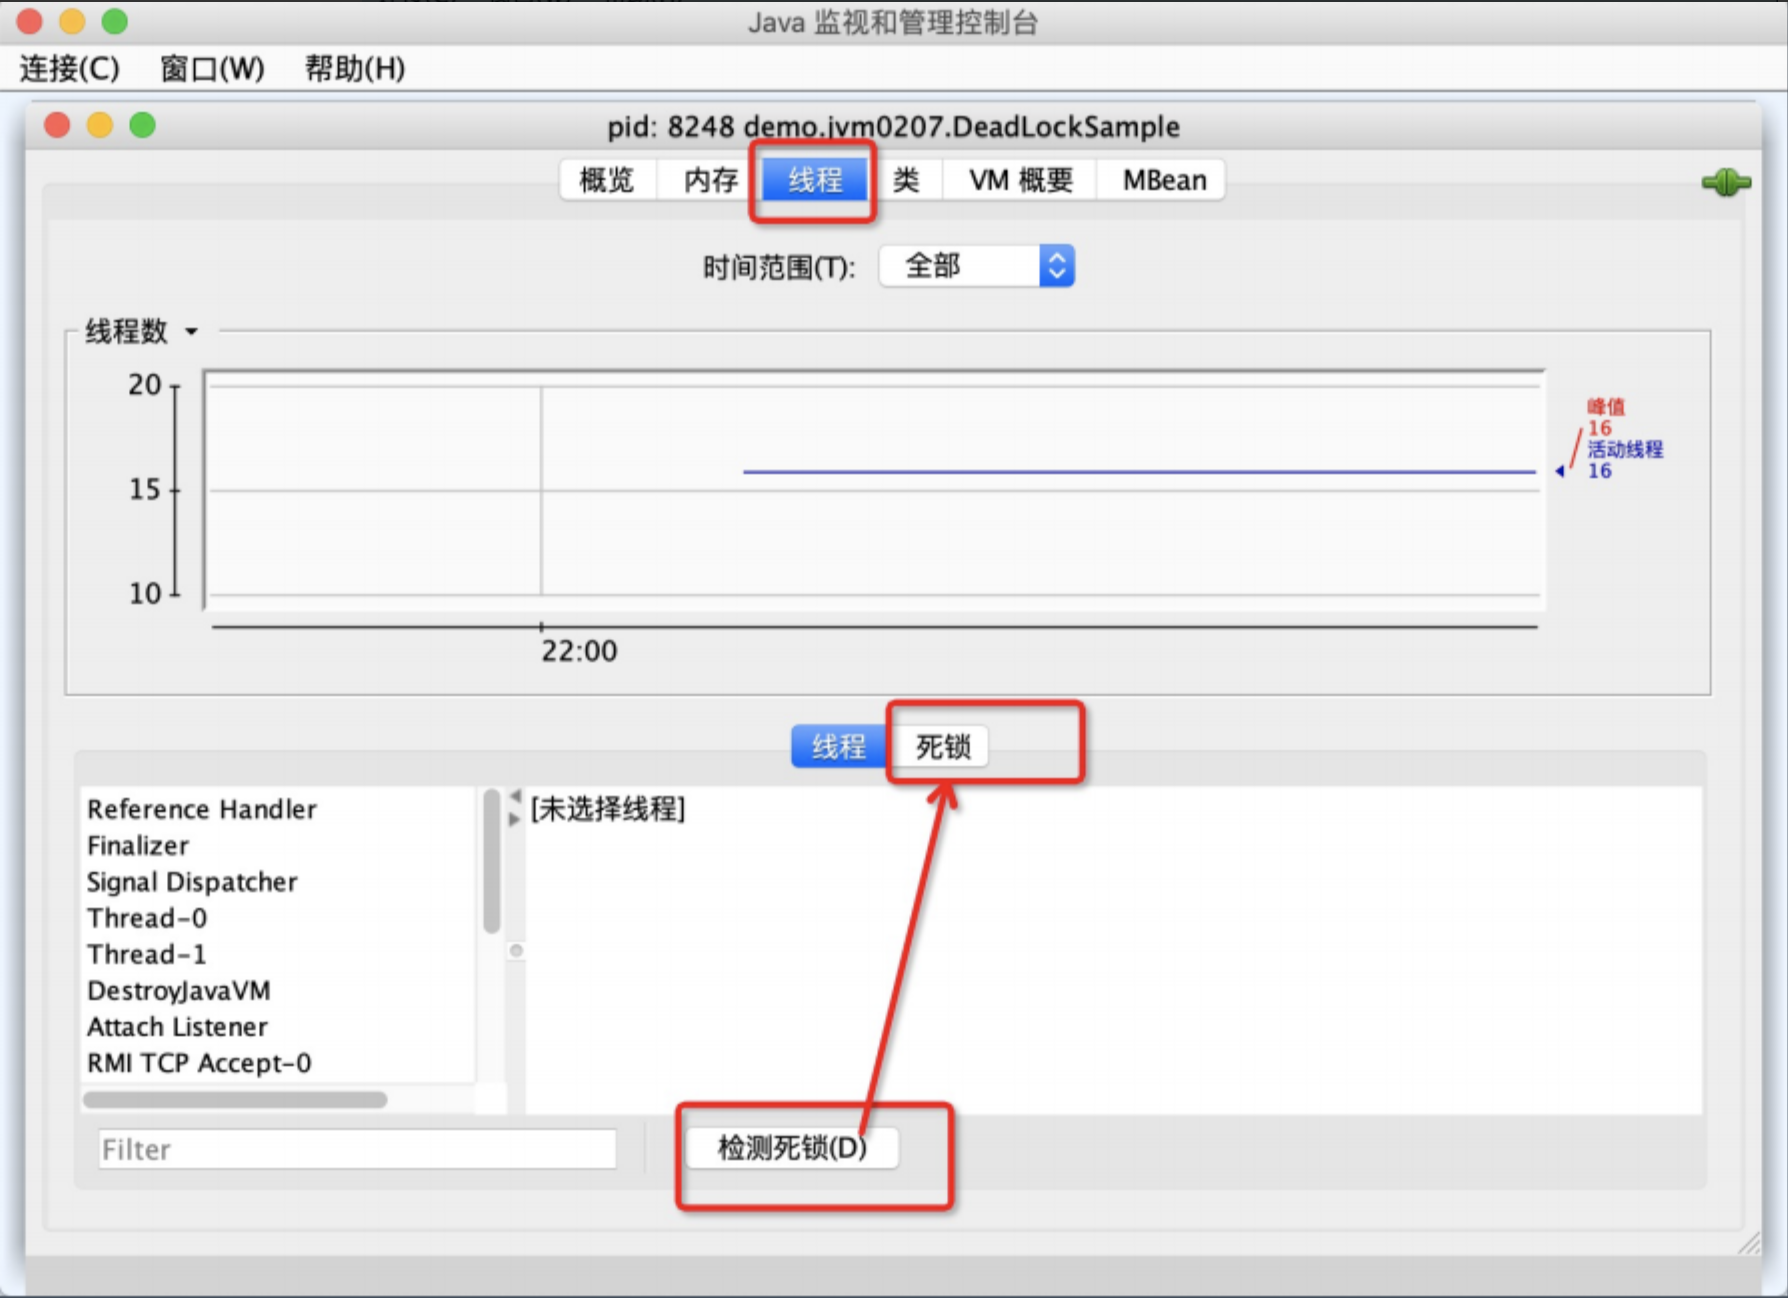 Java 监视和管理控制台
连接(C) 窗口(W) 帮助(H)
pid: 8248 demo.jvm0207.DeadLockSample
概览 内存 线程 类 VM 概要 MBean
时间范围(T): 全部
线程数
20
15
10
22:00
峰值
16
活动线程
16
线程 死锁
Reference Handler
Finalizer
Signal Dispatcher
Thread-0
Thread-1
DestroyJavaVM
Attach Listener
RMI TCP Accept-0
[未选择线程]
Filter
检测死锁(D)